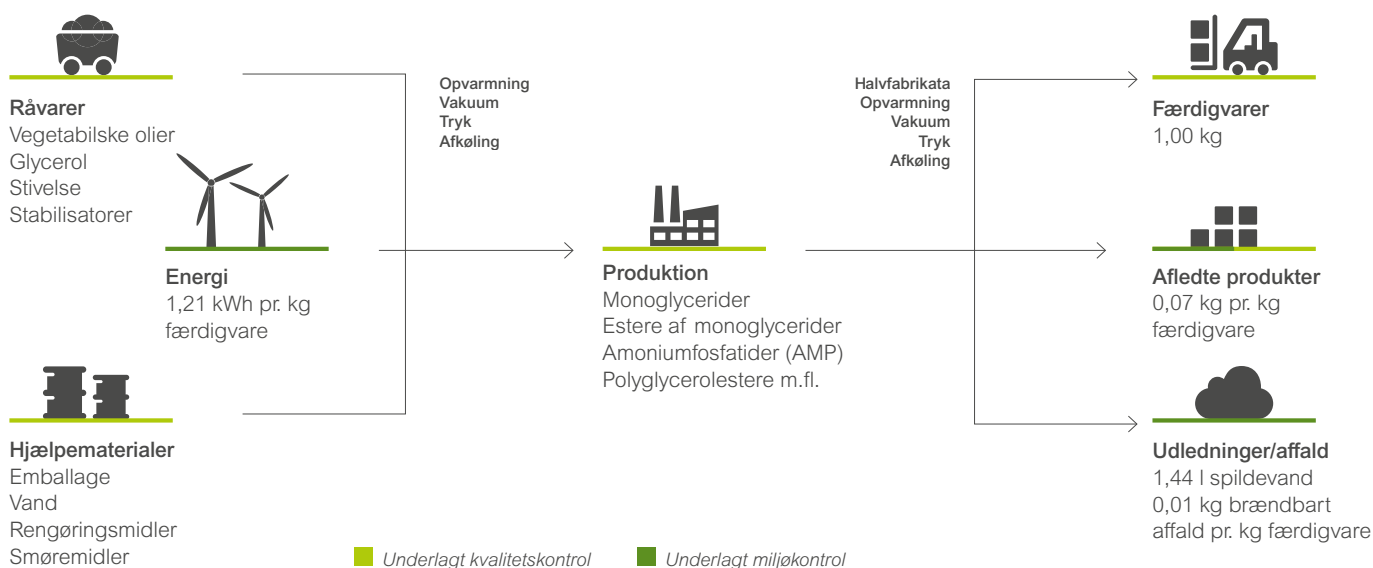 Råvarer
Vegetabilske olier
Glycerol
Stivelse
Stabilisatorer
Energi
1,21 kWh pr. kg
færdigvare
Hjælpematerialer
Emballage
Vand
Rengøringsmidler
Smøremidler
Opvarmning
Vakuum
Tryk
Afkøling
Produktion
Monoglycerider
Estere af monoglycerider
Amoniumfosfatider (AMP)
Polyglycerolestere m.fl.
Halvfabrikata
Opvarmning
Vakuum
Tryk
Afkøling
Færdigvarer
1,00 kg
Afledte produkter
0,07 kg pr. kg
færdigvare
Udledninger/affald
1,44 l spildevand
0,01 kg brændbart
affald pr. kg færdigvare
Underlagt kvalitetskontrol
Underlagt miljøkontrol